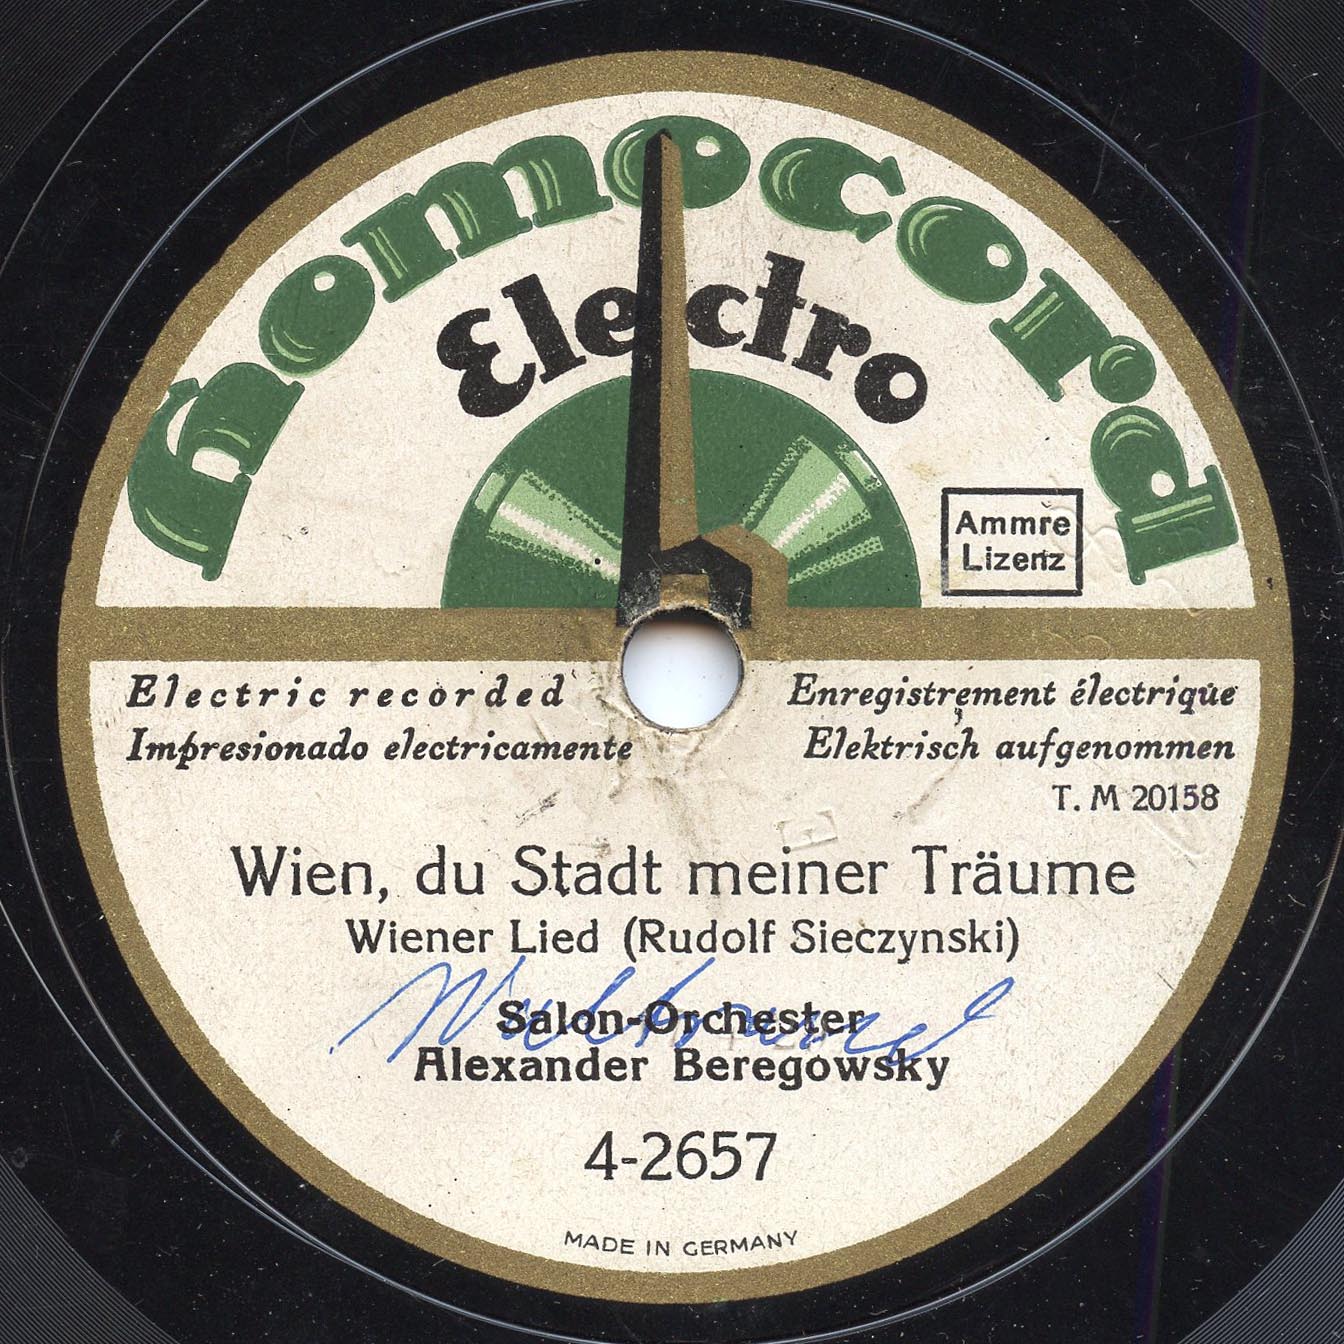 homocord
Electro
Ammre
Lizenz
Electric recorded
Impresionado electricamente
Enregistrement électrique
Elektrisch aufgenommen
T. M 20158
Wien, du Stadt meiner Träume
Wiener Lied (Rudolf Sieczynski)
Salon-Orchester
Alexander Beregowsky
4-2657
MADE IN GERMANY